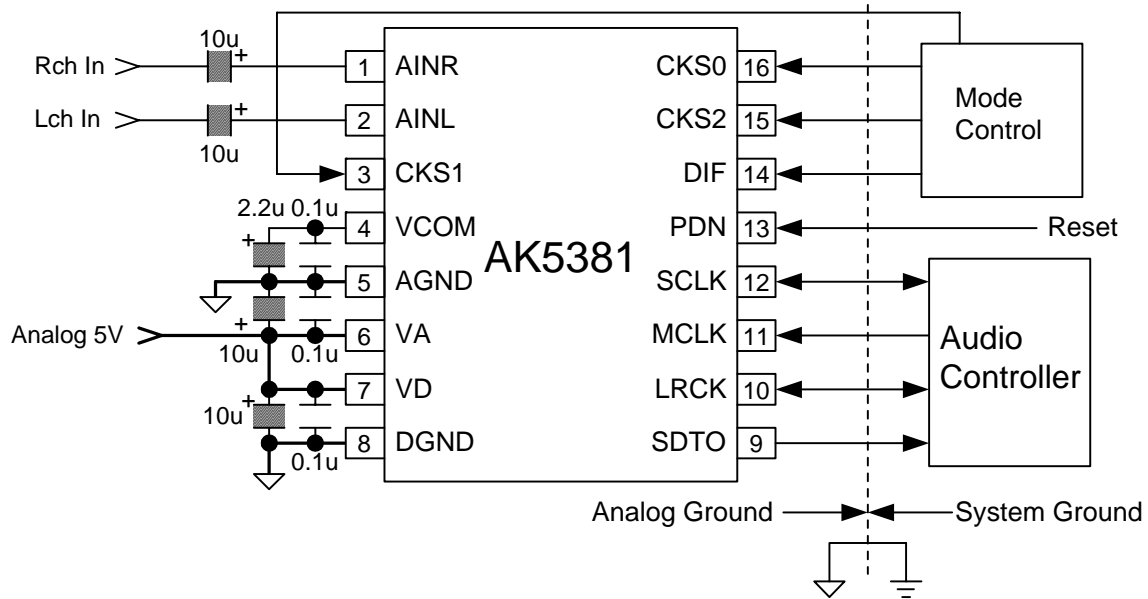 10u
+
Rch In
1
AINR
CKS0
16
Mode
Control
+
Lch In
2
AINL
CKS2
15
10u
3
CKS1
DIF
14
2.2u 0.1u
4
VCOM
PDN
13
Reset
+
AK5381
5
AGND
SCLK
12
+
Analog 5V
6
VA
MCLK
11
Audio
Controller
10u
0.1u
7
VD
LRCK
10
+
10u
8
DGND
SDTO
9
0.1u
Analog Ground
System Ground